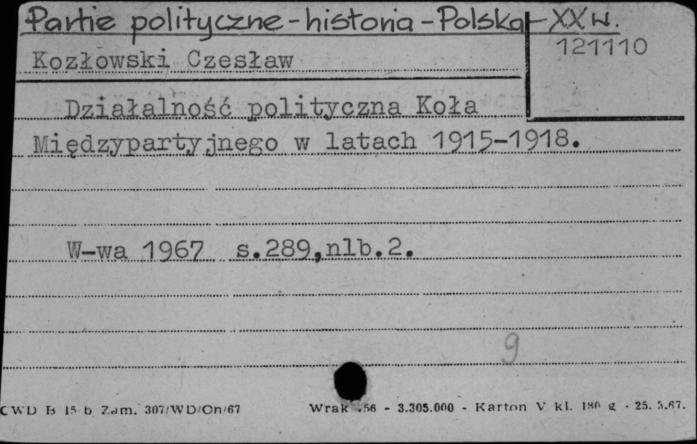 Partie polityczne - historia - Polska - XX w.
121110
Kozłowski Czesław
Działalność polityczna Koła
Międzypartyjnego w latach 1915-1918.
W-wa 1967 s.289,nlb.2.
9
CWD B 15 b Zam. 307/WD/On/67 Wrak 56 - 3.305.000 - Karton V kl. 180 g - 25. 3.67.